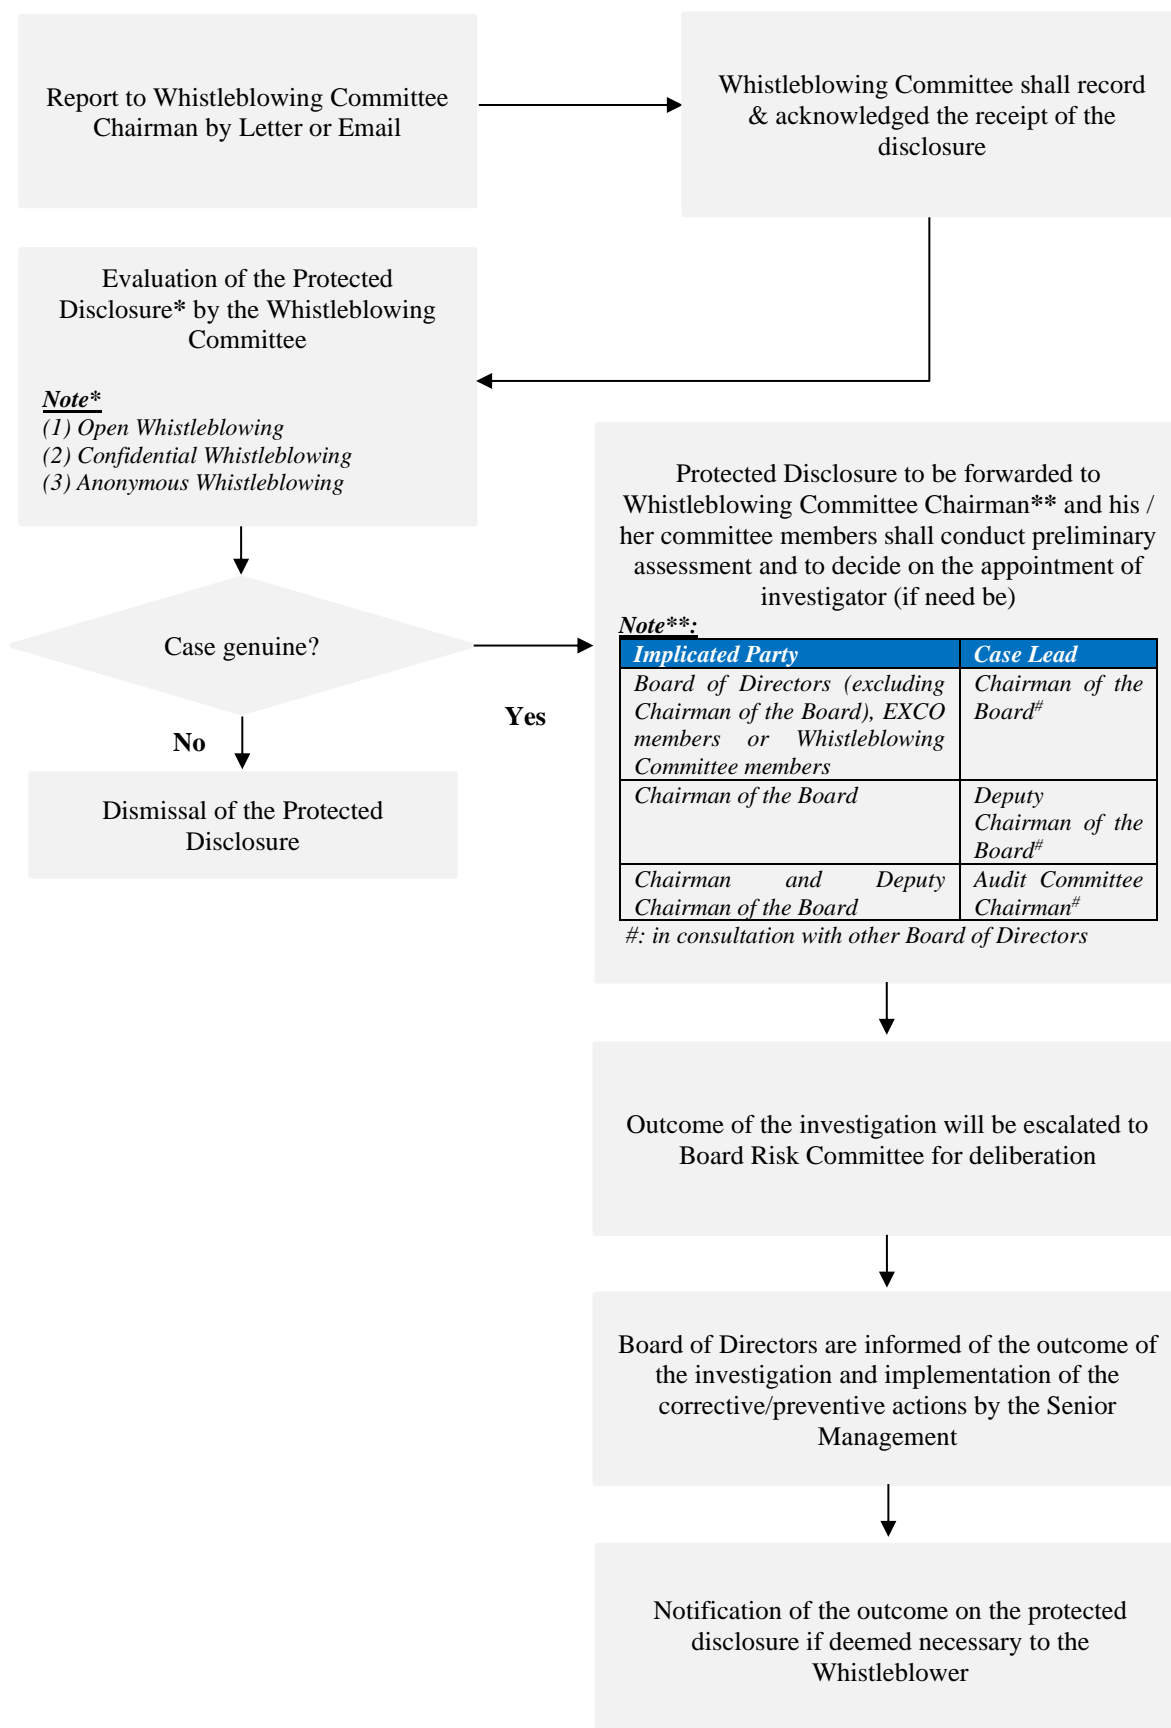 Report to Whistleblowing Committee
Chairman by Letter or Email
Whistleblowing Committee shall record
& acknowledged the receipt of the
disclosure
Evaluation of the Protected
Disclosure* by the Whistleblowing
Committee
Note*
(1) Open Whistleblowing
(2) Confidential Whistleblowing
(3) Anonymous Whistleblowing
Case genuine?
Yes
No
Dismissal of the Protected
Disclosure
Protected Disclosure to be forwarded to
Whistleblowing Committee Chairman** and his /
her committee members shall conduct preliminary
assessment and to decide on the appointment of
investigator (if need be)
Note**:
Implicated Party
Case Lead
Board of Directors (excluding
Chairman of the Board), EXCO
members or Whistleblowing
Committee members
Chairman of the
Board#
Chairman of the Board
Deputy
Chairman of the
Board#
Chairman and Deputy
Chairman of the Board
Audit Committee
Chairman#
#: in consultation with other Board of Directors
Outcome of the investigation will be escalated to
Board Risk Committee for deliberation
Board of Directors are informed of the outcome of
the investigation and implementation of the
corrective/preventive actions by the Senior
Management
Notification of the outcome on the protected
disclosure if deemed necessary to the
Whistleblower